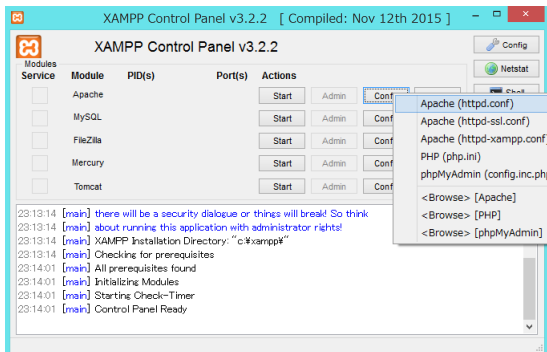 XAMPP Control Panel v3.2.2 [ Compiled: Nov 12th 2015 ]
XAMPP Control Panel v3.2.2
Config
Modules
Service Module PID(s) Port(s) Actions
Netstat
Apache Start Admin Shell
Apache (httpd.conf)
MySQL Start Admin
Apache (httpd-ssl.conf)
FileZilla Start Admin
Apache (httpd-xampp.conf)
PHP (php.ini)
Mercury Start Admin
phpMyAdmin (config.inc.php
Tomcat Start Admin
<Browse> [Apache]
<Browse> [PHP]
<Browse> [phpMyAdmin]
23:13:14 [main] there will be a security dialogue or things will break! So think
23:13:14 [main] about running this application with administrator rights!
23:13:14 [main] XAMPP Installation Directory: "c:¥xampp¥"
23:13:14 [main] Checking for prerequisites
23:14:01 [main] All prerequisites found
23:14:01 [main] Initializing Modules
23:14:01 [main] Starting Check-Timer
23:14:01 [main] Control Panel Ready